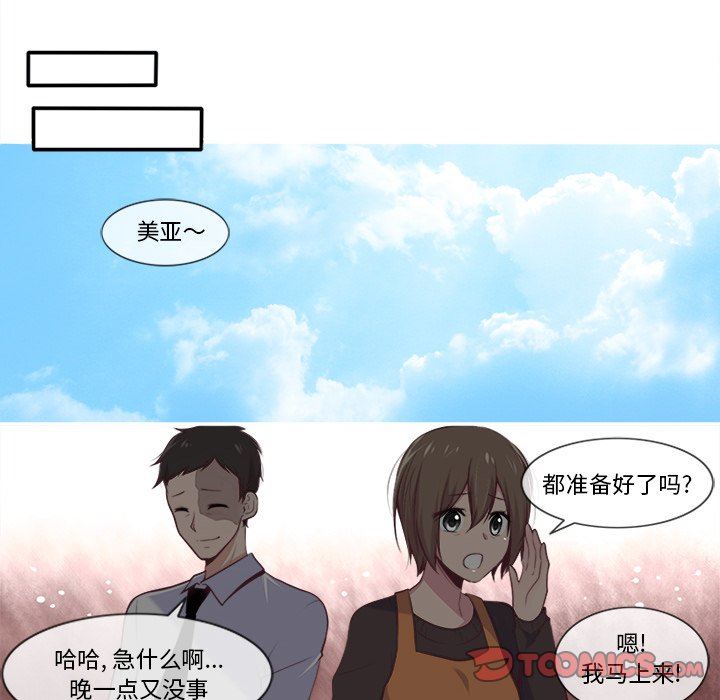 美亚～
都准备好了吗?
嗯!
我马上来!
哈哈, 急什么啊...
晚一点又没事
TOOMICS
.COM